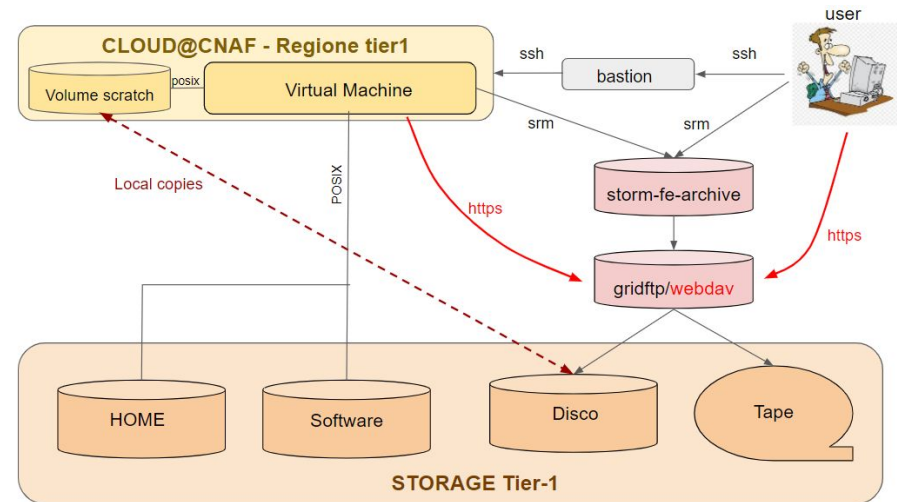 user
CLOUD@CNAF - Regione tier1
ssh
bastion
ssh
Volume scratch
posix
Virtual Machine
srm
srm
Local copies
POSIX
storm-fe-archive
https
https
gridftp/webdav
HOME
Software
Disco
Tape
STORAGE Tier-1